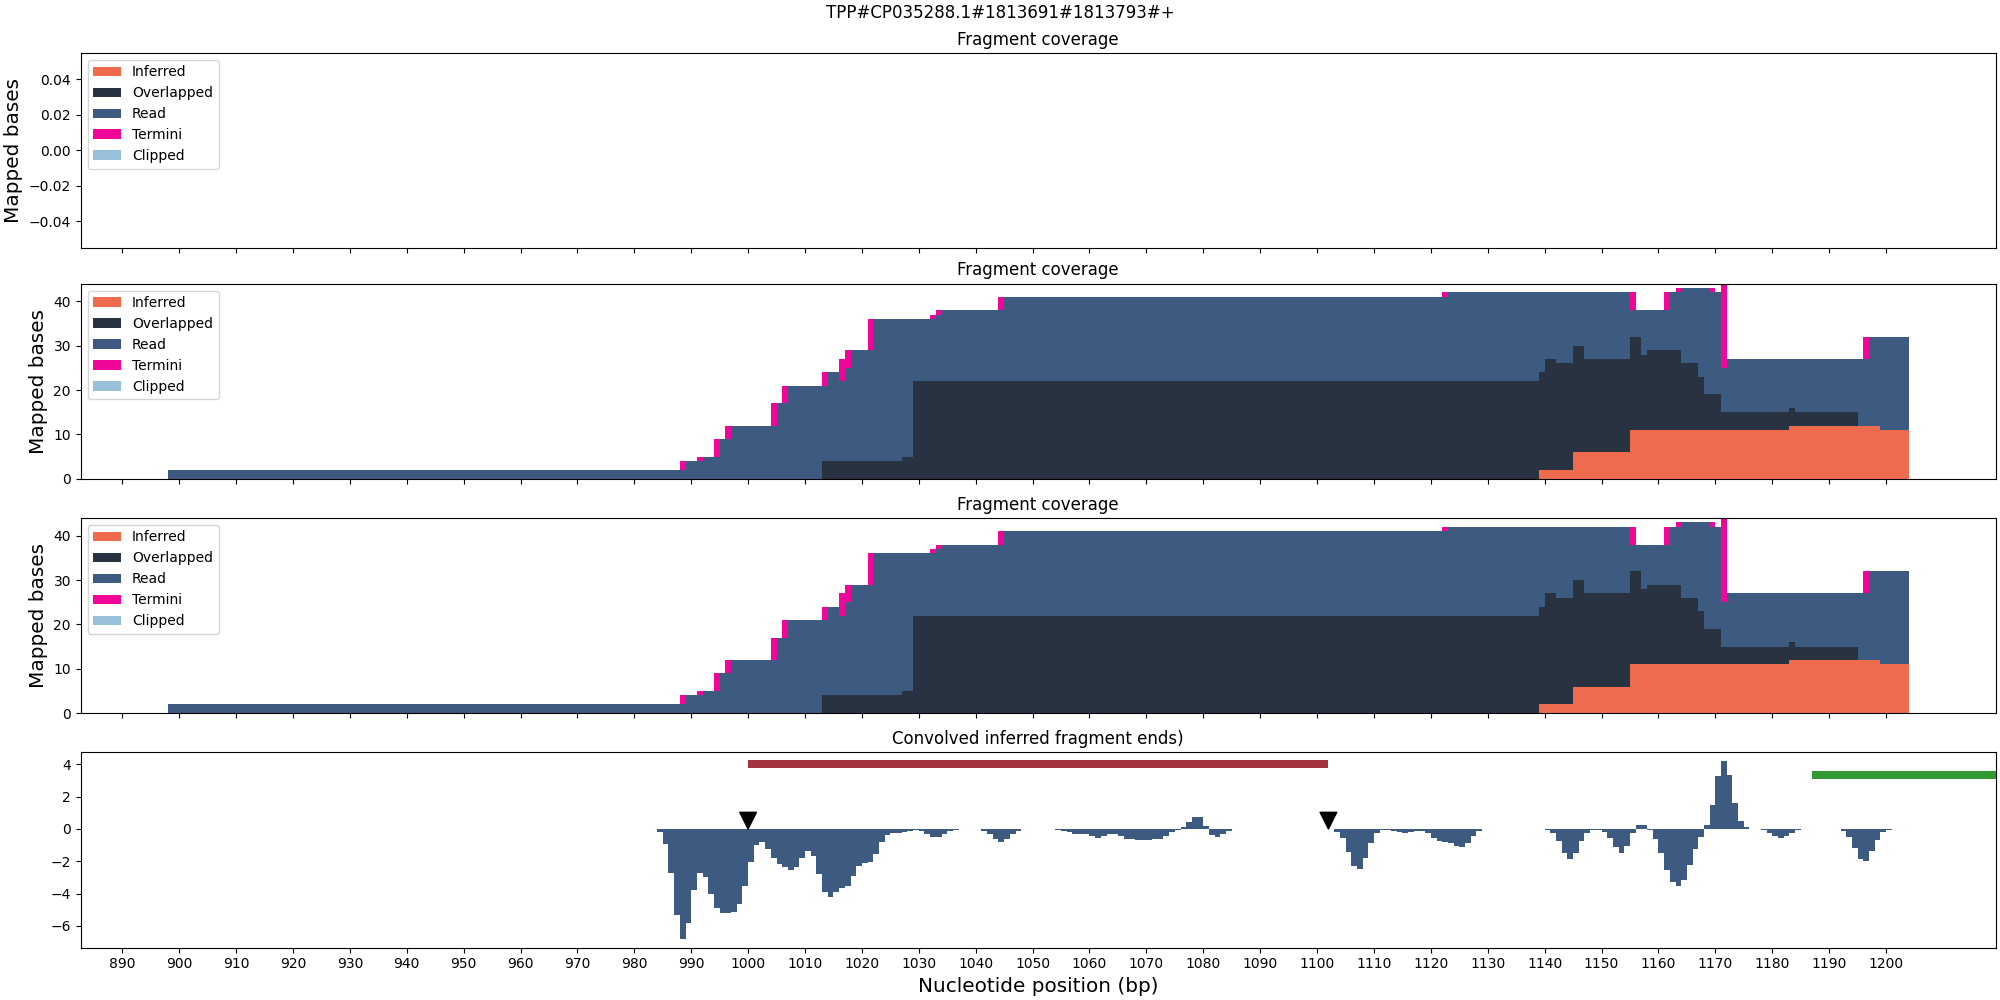 TPP#CP035288.1#1813691#1813793#+
Fragment coverage
Mapped bases
0.04
0.02
0.00
−0.02
−0.04
Inferred
Overlapped
Read
Termini
Clipped
Fragment coverage
Mapped bases
40
30
20
10
0
Inferred
Overlapped
Read
Termini
Clipped
Fragment coverage
Mapped bases
40
30
20
10
0
Inferred
Overlapped
Read
Termini
Clipped
Convolved inferred fragment ends)
4
2
0
−2
−4
−6
890 900 910 920 930 940 950 960 970 980 990 1000 1010 1020 1030 1040 1050 1060 1070 1080 1090 1100 1110 1120 1130 1140 1150 1160 1170 1180 1190 1200
Nucleotide position (bp)